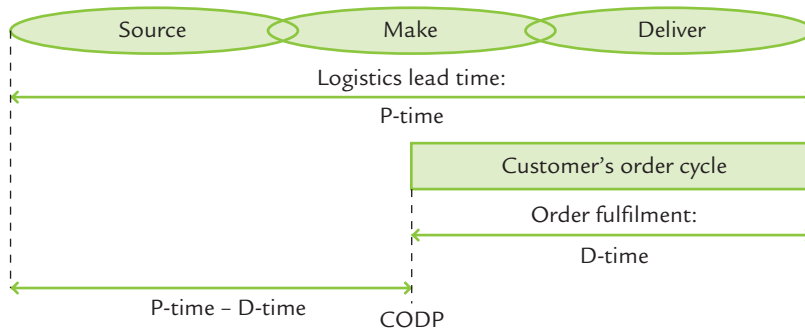 Source Make Deliver
Logistics lead time:
P-time
Customer's order cycle
Order fulfilment:
D-time
P-time – D-time
CODP